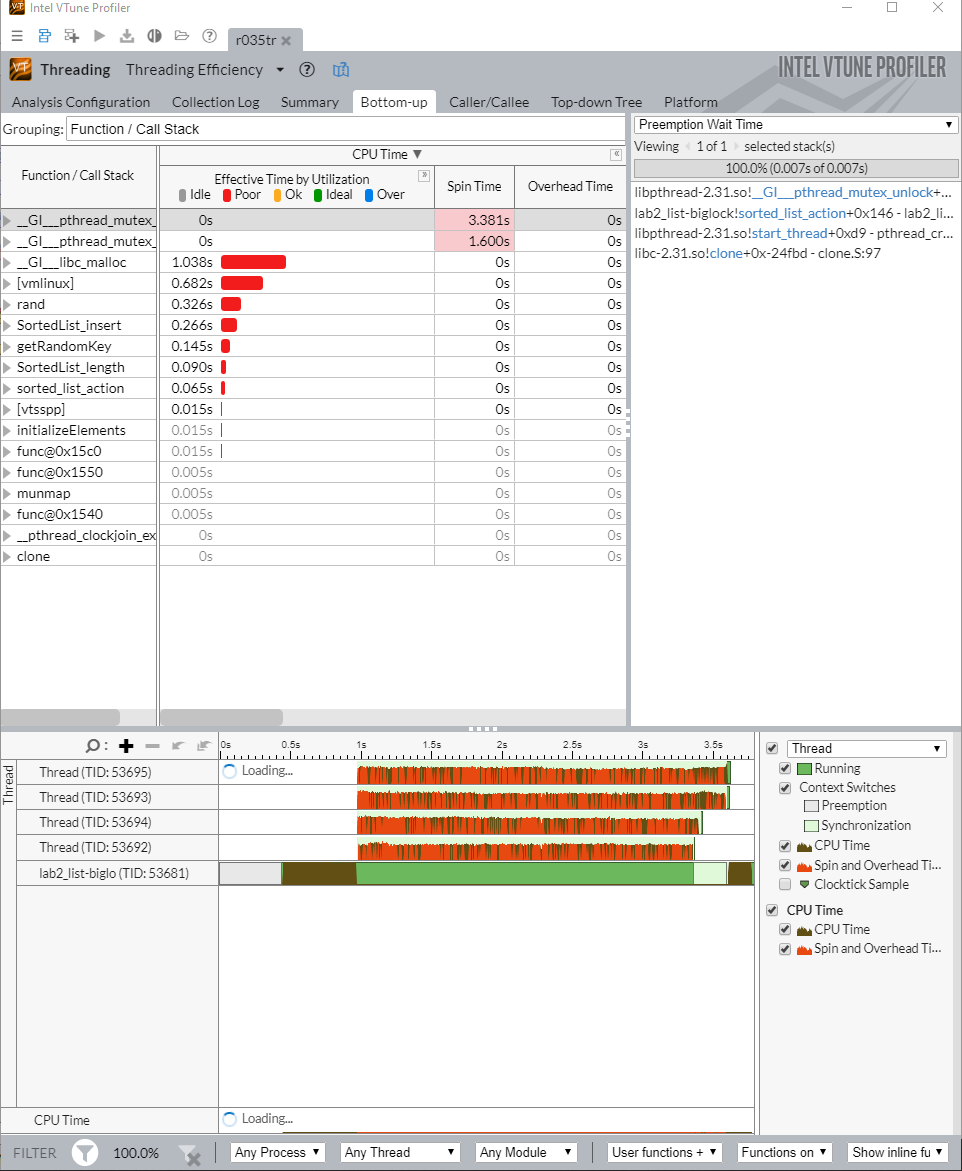 Intel VTune Profiler
r035tr
Threading Threading Efficiency
INTEL VTUNE PROFILER
Analysis Configuration Collection Log Summary Bottom-up Caller/Callee Top-down Tree Platform
Grouping: Function / Call Stack
Function / Call Stack
CPU Time
Effective Time by Utilization
Idle Poor Ok Ideal Over
Spin Time
Overhead Time
__GI___pthread_mutex_ 0s 3.381s 0s
__GI___pthread_mutex_ 0s 1.600s 0s
__GI___libc_malloc 1.038s 0s 0s
[vmlinux] 0.682s 0s 0s
rand 0.326s 0s 0s
SortedList_insert 0.266s 0s 0s
getRandomKey 0.145s 0s 0s
SortedList_length 0.090s 0s 0s
sorted_list_action 0.065s 0s 0s
[vtsspp] 0.015s 0s 0s
initializeElements 0.015s 0s 0s
func@0x15c0 0.015s 0s 0s
func@0x1550 0.005s 0s 0s
munmap 0.005s 0s 0s
func@0x1540 0.005s 0s 0s
__pthread_clockjoin_ex 0s 0s 0s
clone 0s 0s 0s
Preemption Wait Time
Viewing 1 of 1 selected stack(s)
100.0% (0.007s of 0.007s)
libpthread-2.31.so!__GI___pthread_mutex_unlock+...
lab2_list-biglock!sorted_list_action+0x146 - lab2_li...
libpthread-2.31.so!start_thread+0xd9 - pthread_cr...
libc-2.31.so!clone+0x-24fbd - clone.S:97
0s 0.5s 1s 1.5s 2s 2.5s 3s 3.5s
Thread
Thread (TID: 53695) Loading...
Thread (TID: 53693)
Thread (TID: 53694)
Thread (TID: 53692)
lab2_list-biglo (TID: 53681)
CPU Time Loading...
Thread
Running
Context Switches
Preemption
Synchronization
CPU Time
Spin and Overhead Ti...
Clocktick Sample
CPU Time
CPU Time
Spin and Overhead Ti...
FILTER 100.0% Any Process Any Thread Any Module User functions + Functions on Show inline fu